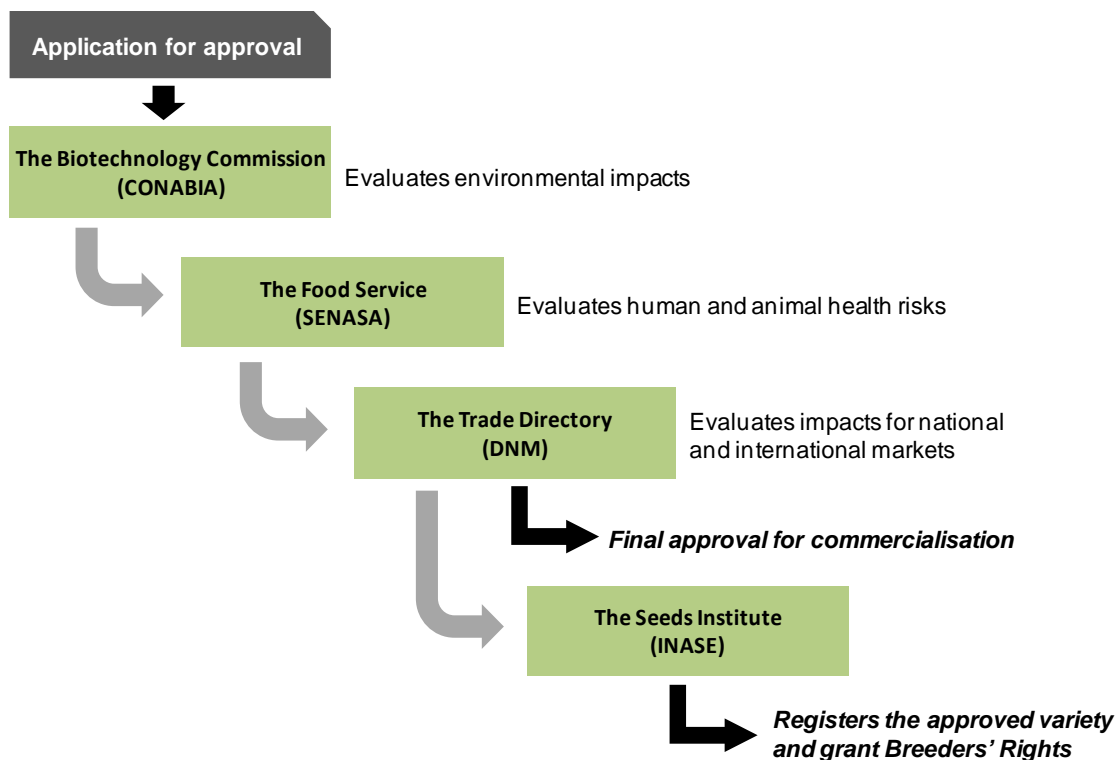 Application for approval
The Biotechnology Commission
(CONABIA)
Evaluates environmental impacts
The Food Service
(SENASA)
Evaluates human and animal health risks
The Trade Directory
(DNM)
Evaluates impacts for national
and international markets
Final approval for commercialisation
The Seeds Institute
(INASE)
Registers the approved variety
and grant Breeders' Rights